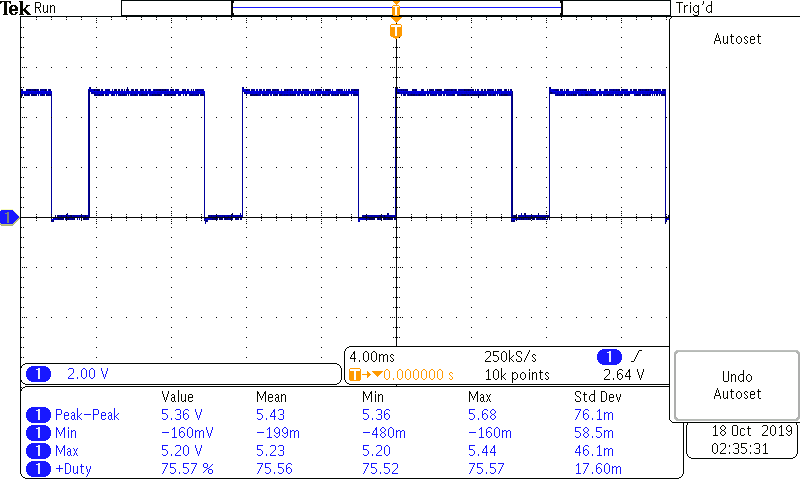 Tek Run Trig'd
T
T
Autoset
1
4.00ms 250kS/s 1
1 2.00 V T 0.000000 s 10k points 2.64 V
Undo
Autoset
Value Mean Min Max Std Dev
1 Peak-Peak 5.36 V 5.43 5.36 5.68 76.1m
1 Min -160mV -199m -480m -160m 58.5m
1 Max 5.20 V 5.23 5.20 5.44 46.1m
1 +Duty 75.57 % 75.56 75.52 75.57 17.60m
18 Oct 2019
02:35:31